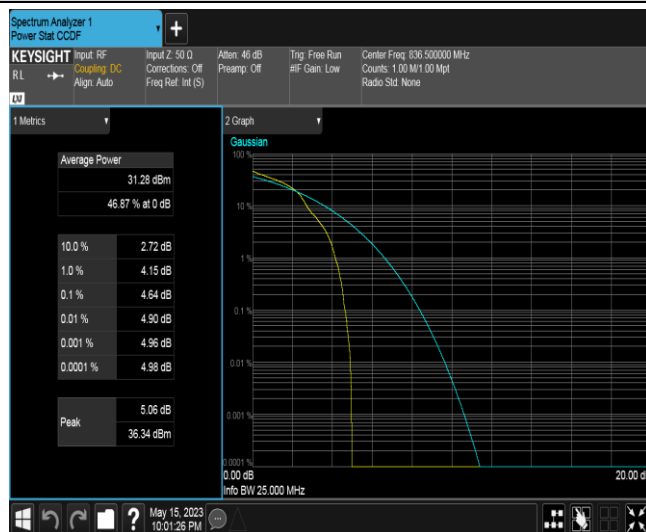 Spectrum Analyzer 1
Power Stat CCDF
+
KEYSIGHT
RL
LXI
Input: RF
Coupling: DC
Align: Auto
Input Z: 50 Ω
Corrections: Off
Freq Ref: Int (S)
Atten: 46 dB
Preamp: Off
Trig: Free Run
#IF Gain: Low
Center Freq: 836.500000 MHz
Counts: 1.00 M/1.00 Mpt
Radio Std: None
1 Metrics
Average Power
31.28 dBm
46.87 % at 0 dB
10.0 % 2.72 dB
1.0 % 4.15 dB
0.1 % 4.64 dB
0.01 % 4.90 dB
0.001 % 4.96 dB
0.0001 % 4.98 dB
Peak
5.06 dB
36.34 dBm
2 Graph
Gaussian
100 %
10 %
1 %
0.1 %
0.01 %
0.001 %
0.0001 %
0.00 dB
20.00 d
Info BW 25.000 MHz
?
May 15, 2023
10:01:26 PM